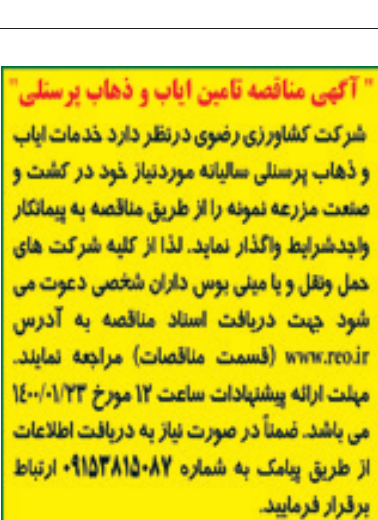 " آگهی مناقصه تامین ایاب و ذهاب پرسنلی"
شرکت کشاورزی رضوی درنظر دارد خدمات ایاب
و ذهاب پرسنلی سالیانه موردنیاز خود در کشت و
صنعت مزرعه نمونه را از طریق مناقصه به پیمانکار
واجدشرایط واگذار نماید. لذا از کلیه شرکت های
حمل ونقل و یا مینی بوس داران شخصی دعوت می
شود جهت دریافت اسناد مناقصه به آدرس
www.reo.ir (قسمت مناقصات) مراجعه نمایند.
مهلت ارائه پیشنهادات ساعت ۱۲ مورخ ۱۴۰۰/۰۱/۲۳
می باشد. ضمناً در صورت نیاز به دریافت اطلاعات
از طریق پیامک به شماره ۰۹۱۵۳۸۱۵۰۸۷ ارتباط
برقرار فرمایید.